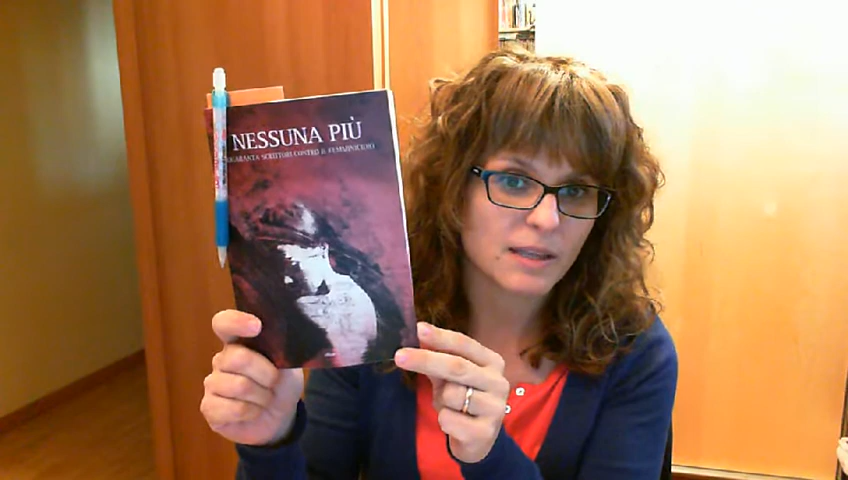 NESSUNA PIÙ
QUARANTA SCRITTORI CONTRO IL FEMMINICIDIO